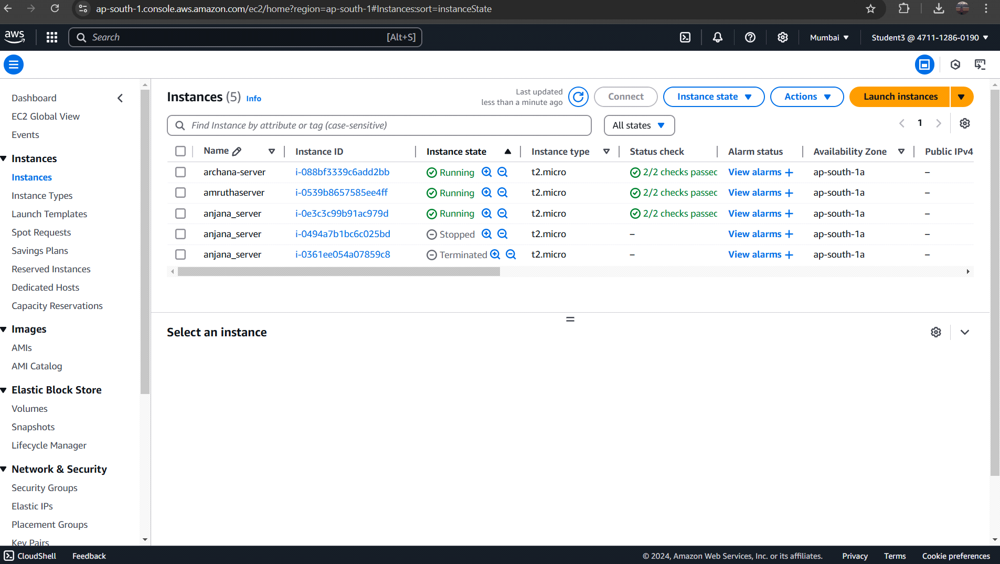 ap-south-1.console.aws.amazon.com/ec2/home?region=ap-south-1#Instances:sort=instanceState
aws
Search [Alt+S]
Mumbai ▼
Student3 @ 4711-1286-0190 ▼
Dashboard
EC2 Global View
Events
Instances
Instances
Instance Types
Launch Templates
Spot Requests
Savings Plans
Reserved Instances
Dedicated Hosts
Capacity Reservations
Images
AMIs
AMI Catalog
Elastic Block Store
Volumes
Snapshots
Lifecycle Manager
Network & Security
Security Groups
Elastic IPs
Placement Groups
Key Pairs
Instances (5) Info
Last updated
less than a minute ago
Connect
Instance state
Actions
Launch instances
Find Instance by attribute or tag (case-sensitive)
All states
1
Name Instance ID Instance state Instance type Status check Alarm status Availability Zone Public IPv4
archana-server i-088bf3339c6add2bb Running t2.micro 2/2 checks passed View alarms + ap-south-1a –
amruthaserver i-0539b8657585ee4ff Running t2.micro 2/2 checks passed View alarms + ap-south-1a –
anjana_server i-0e3c3c99b91ac979d Running t2.micro 2/2 checks passed View alarms + ap-south-1a –
anjana_server i-0494a7b1bc6c025bd Stopped t2.micro – View alarms + ap-south-1a –
anjana_server i-0361ee054a07859c8 Terminated t2.micro – View alarms + ap-south-1a –
Select an instance
CloudShell Feedback © 2024, Amazon Web Services, Inc. or its affiliates. Privacy Terms Cookie preferences